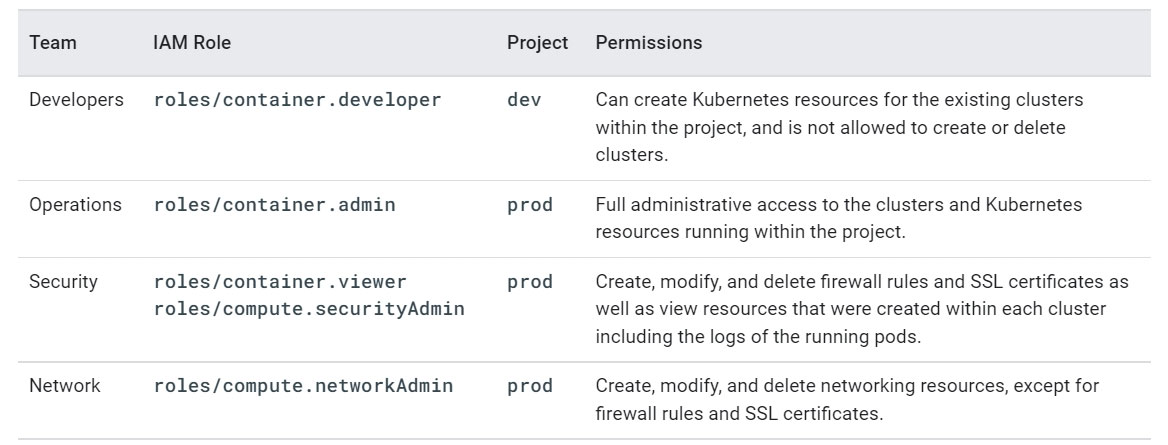 Team IAM Role Project Permissions
Developers roles/container.developer dev Can create Kubernetes resources for the existing clusters
within the project, and is not allowed to create or delete
clusters.
Operations roles/container.admin prod Full administrative access to the clusters and Kubernetes
resources running within the project.
Security roles/container.viewer prod Create, modify, and delete firewall rules and SSL certificates as
roles/compute.securityAdmin well as view resources that were created within each cluster
including the logs of the running pods.
Network roles/compute.networkAdmin prod Create, modify, and delete networking resources, except for
firewall rules and SSL certificates.